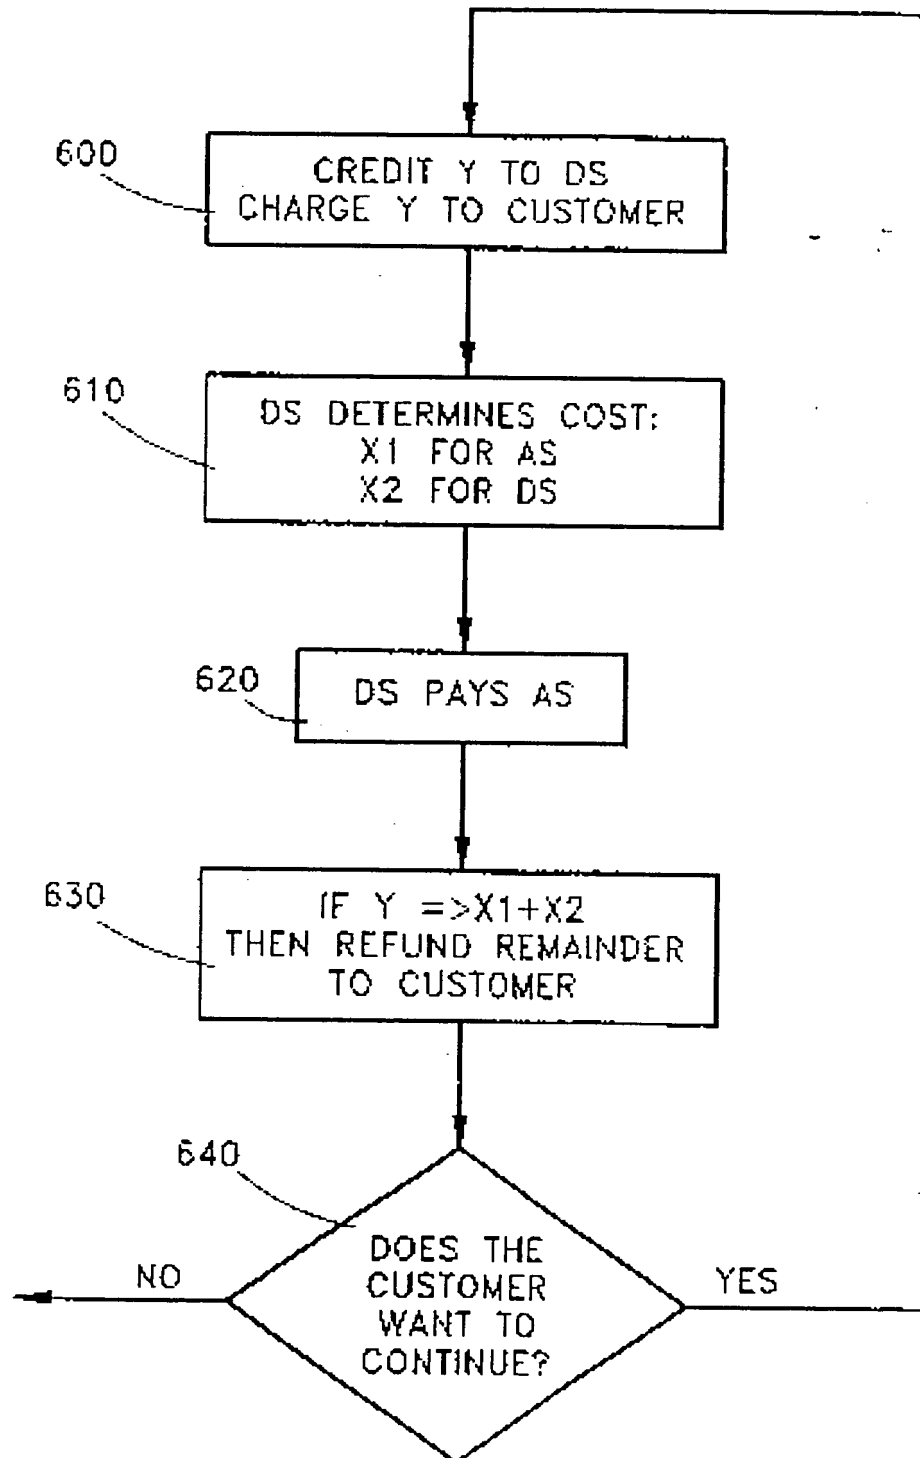 600
CREDIT Y TO DS
CHARGE Y TO CUSTOMER
610
DS DETERMINES COST:
X1 FOR AS
X2 FOR DS
620
DS PAYS AS
630
IF Y =>X1+X2
THEN REFUND REMAINDER
TO CUSTOMER
640
DOES THE
CUSTOMER
WANT TO
CONTINUE?
NO
YES